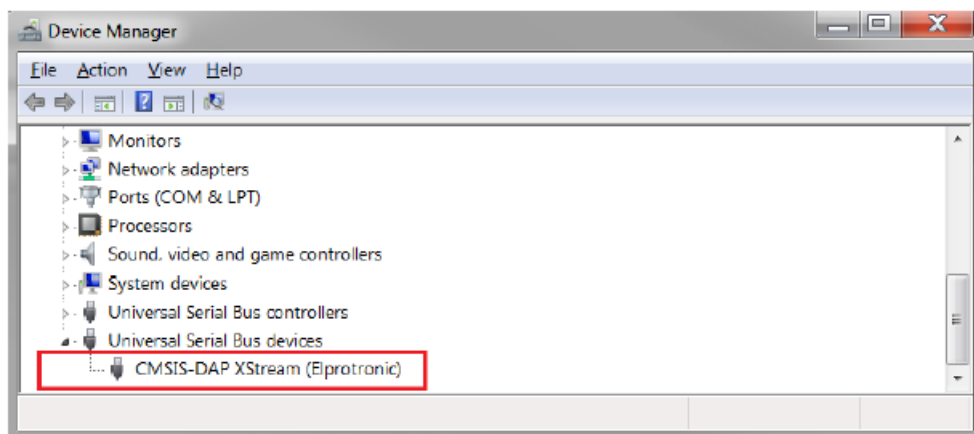 Device Manager
File Action View Help
Monitors
Network adapters
Ports (COM & LPT)
Processors
Sound, video and game controllers
System devices
Universal Serial Bus controllers
Universal Serial Bus devices
CMSIS-DAP XStream (Elprotronic)